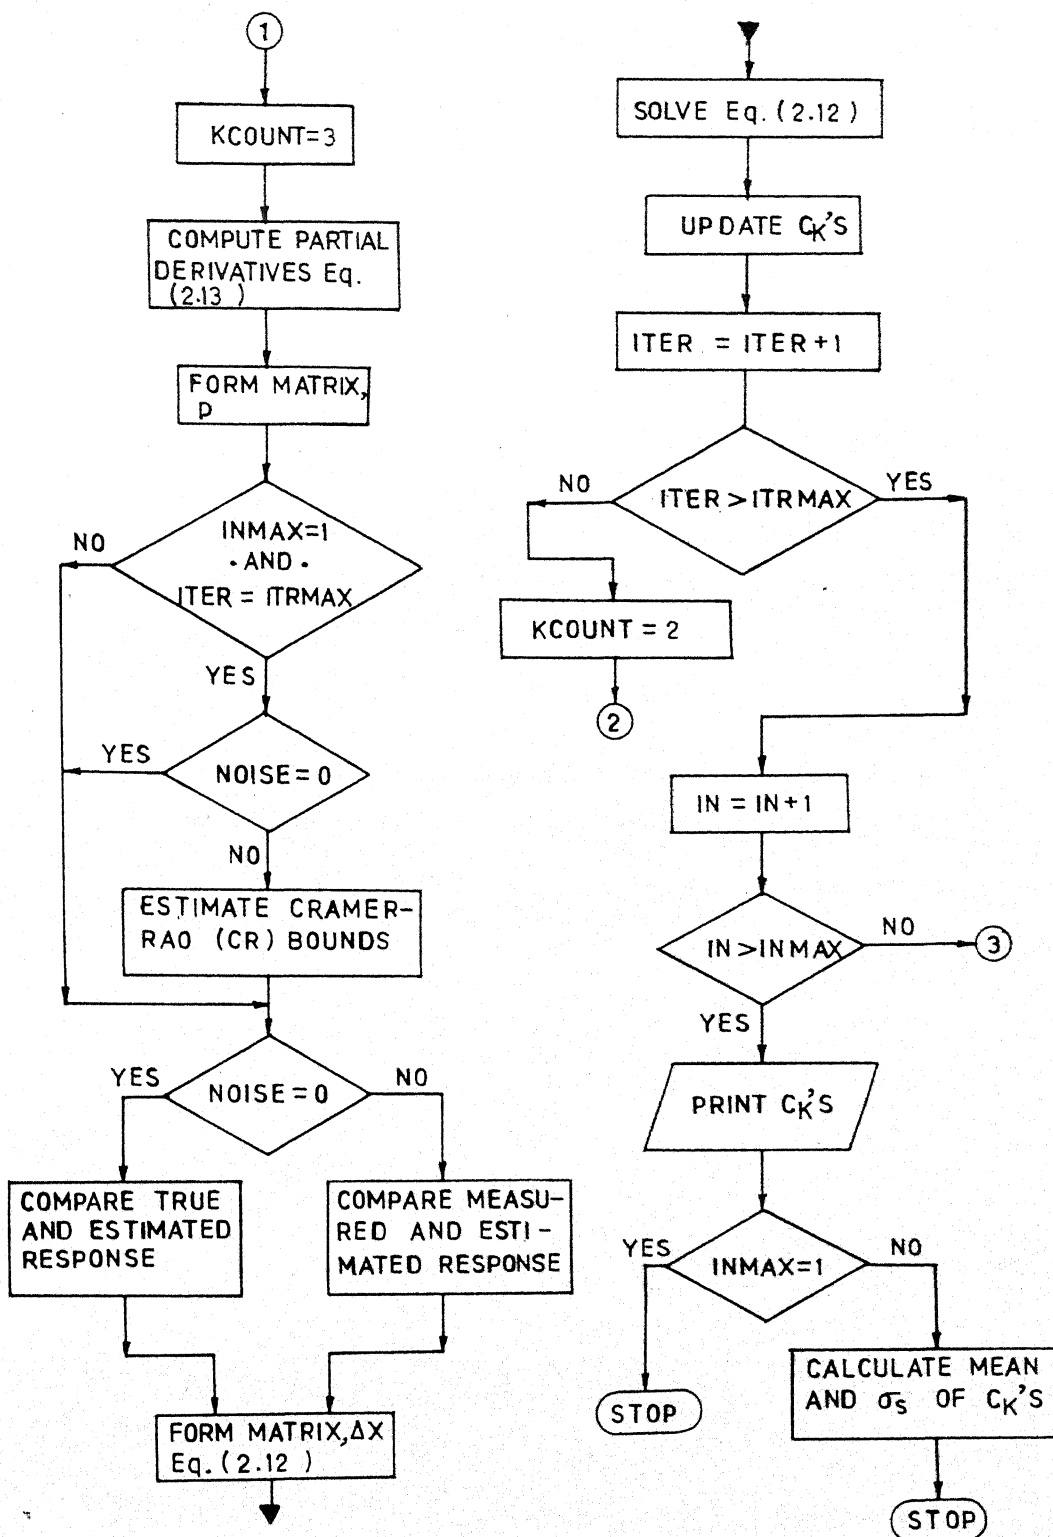 1
KCOUNT=3
COMPUTE PARTIAL
DERIVATIVES Eq.
(2.13 )
FORM MATRIX,
P
INMAX=1
·AND·
ITER = ITRMAX
NO
YES
NOISE=0
YES
NO
ESTIMATE CRAMER-
RAO (CR) BOUNDS
NOISE=0
YES
NO
COMPARE TRUE
AND ESTIMATED
RESPONSE
COMPARE MEASU-
RED AND ESTI-
MATED RESPONSE
FORM MATRIX,ΔX
Eq.(2.12 )
SOLVE Eq.(2.12 )
UPDATE CK'S
ITER = ITER+1
ITER>ITRMAX
NO
YES
KCOUNT = 2
2
IN = IN+1
IN>INMAX
NO
3
YES
PRINT CK'S
INMAX=1
YES
NO
STOP
CALCULATE MEAN
AND σs OF CK'S
STOP